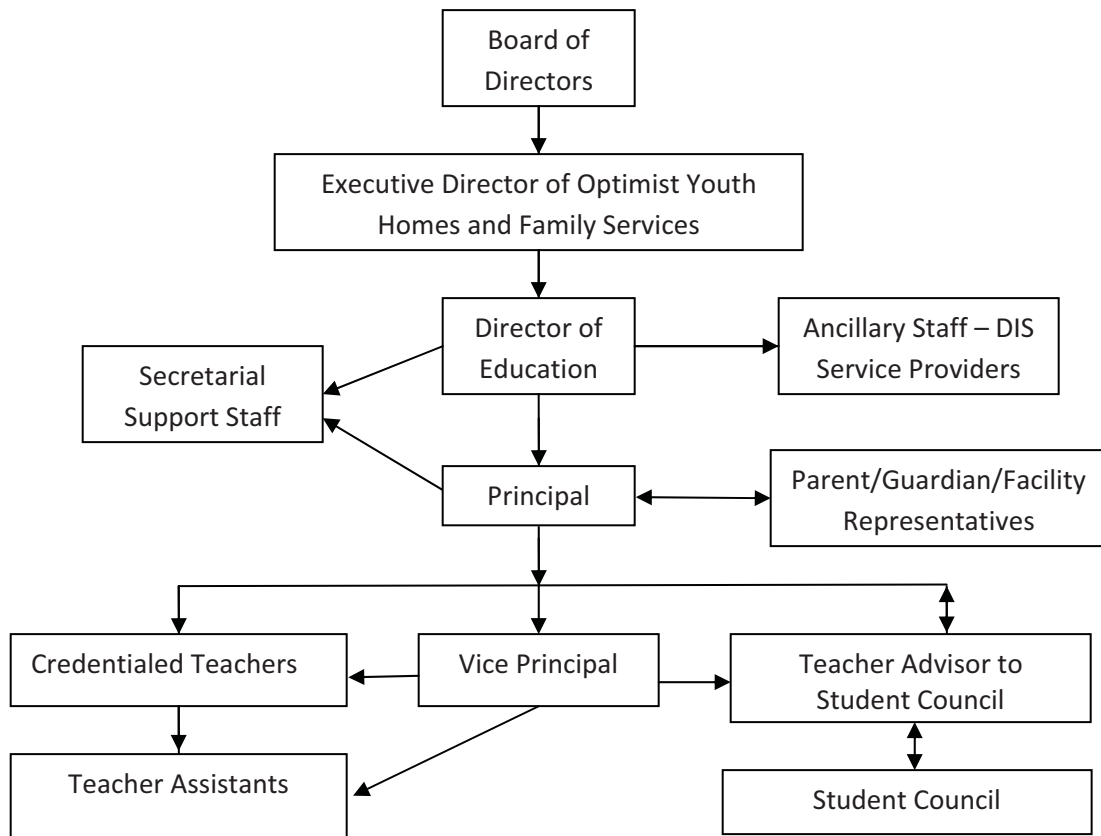 Board of
Directors
Executive Director of Optimist Youth
Homes and Family Services
Director of
Education
Ancillary Staff – DIS
Service Providers
Secretarial
Support Staff
Principal
Parent/Guardian/Facility
Representatives
Credentialed Teachers
Vice Principal
Teacher Advisor to
Student Council
Teacher Assistants
Student Council